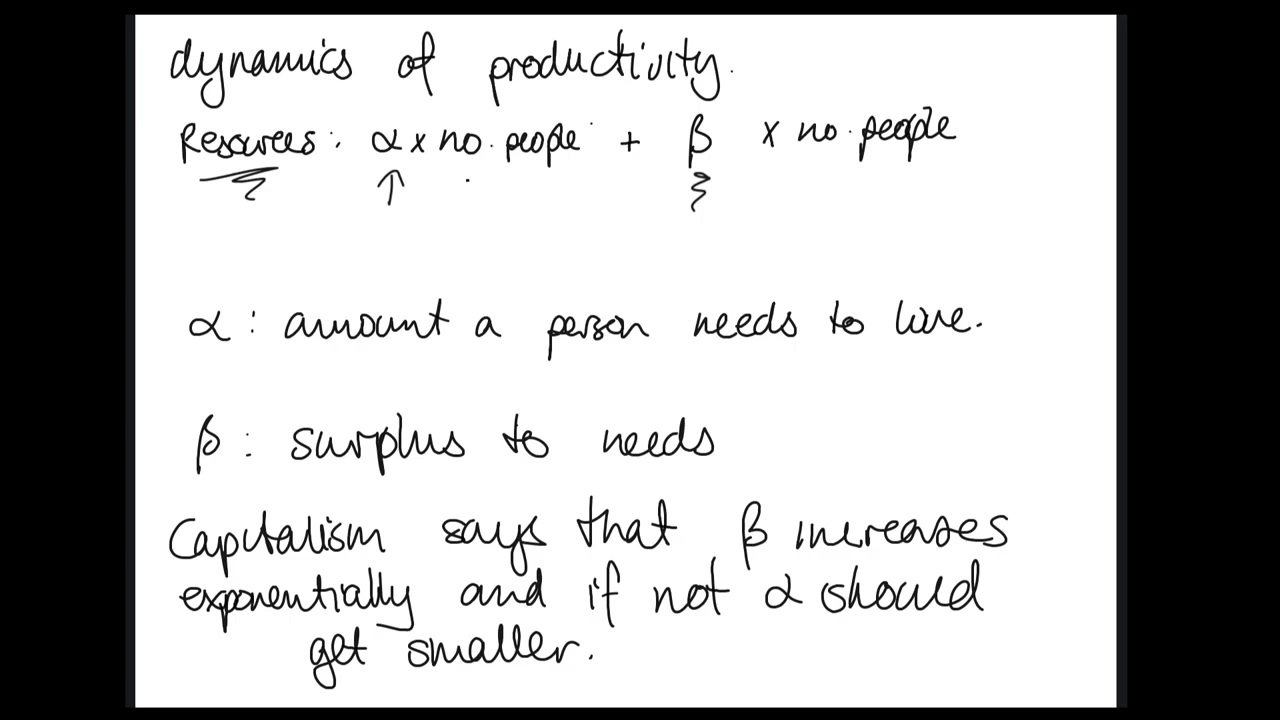 dynamics of productivity.
Resources: α x no. people + β x no. people
α: amount a person needs to live.
β: surplus to needs
Capitalism says that β increases
exponentially and if not α should
get smaller.